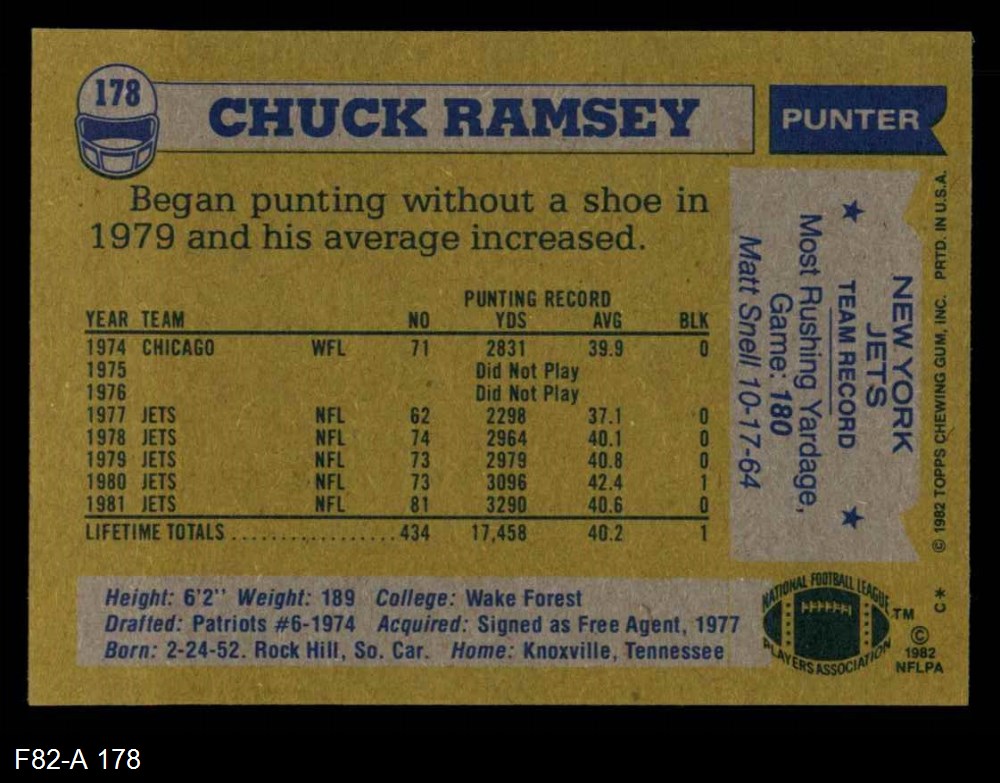 178
CHUCK RAMSEY
PUNTER
Began punting without a shoe in
1979 and his average increased.
PUNTING RECORD
YEAR TEAM NO YDS AVG BLK
1974 CHICAGO WFL 71 2831 39.9 0
1975 Did Not Play
1976 Did Not Play
1977 JETS NFL 62 2298 37.1 0
1978 JETS NFL 74 2964 40.1 0
1979 JETS NFL 73 2979 40.8 0
1980 JETS NFL 73 3096 42.4 1
1981 JETS NFL 81 3290 40.6 0
LIFETIME TOTALS ................ 434 17,458 40.2 1
NEW YORK
JETS
★ TEAM RECORD ★
Most Rushing Yardage,
Game: 180
Matt Snell 10-17-64
© 1982 TOPPS CHEWING GUM, INC. PRTD. IN U.S.A.
Height: 6'2" Weight: 189 College: Wake Forest
Drafted: Patriots #6-1974 Acquired: Signed as Free Agent, 1977
Born: 2-24-52. Rock Hill, So. Car. Home: Knoxville, Tennessee
NATIONAL FOOTBALL LEAGUE
PLAYERS ASSOCIATION
TM
©
1982
NFLPA
C*
F82-A 178